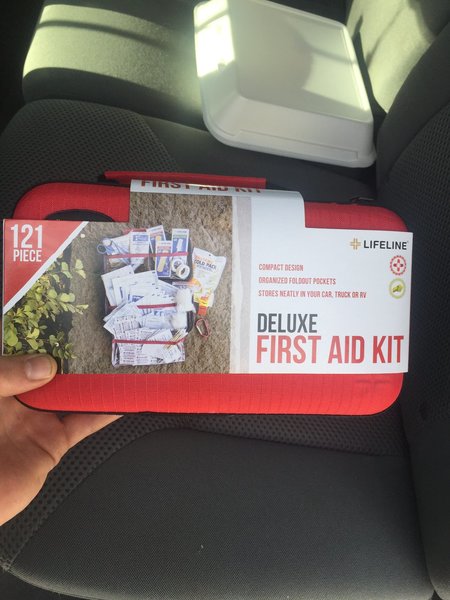 FIRST AID KIT
121
PIECE
LIFELINE
COMPACT DESIGN
ORGANIZED FOLDOUT POCKETS
STORES NEATLY IN YOUR CAR, TRUCK OR RV
COLD PACK
DELUXE
FIRST AID KIT